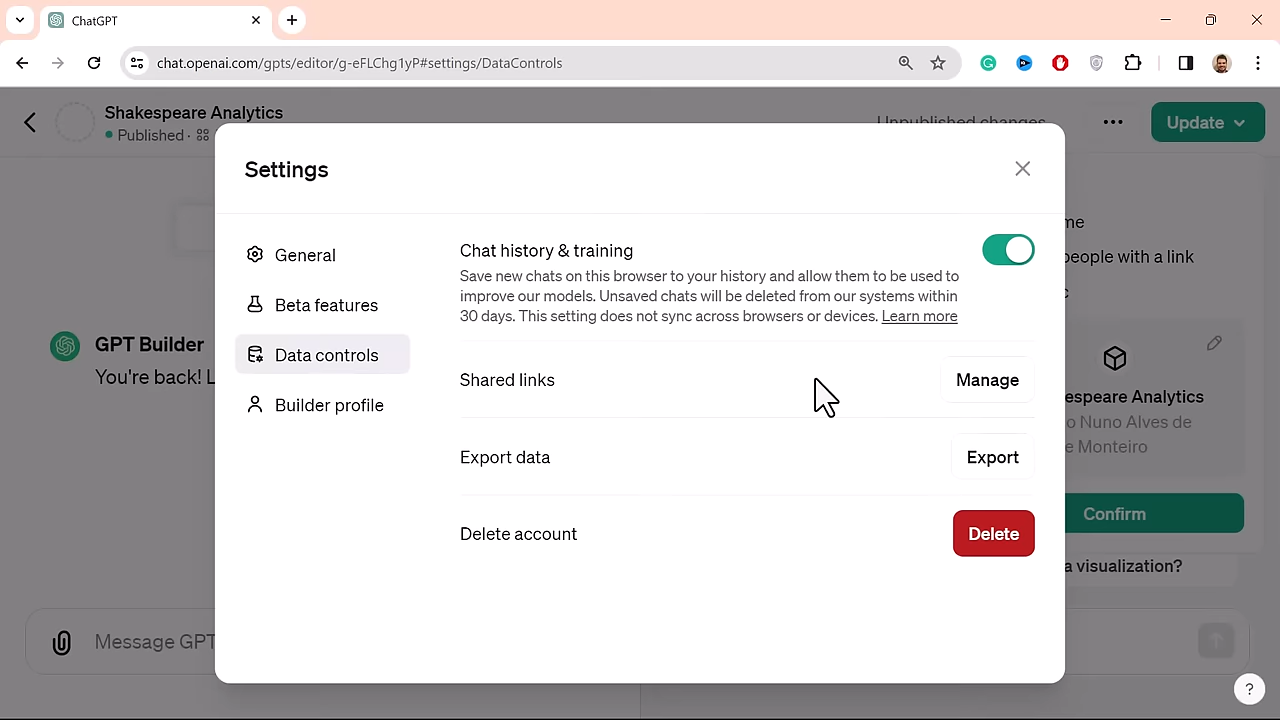 ChatGPT
chat.openai.com/gpts/editor/g-eFLChg1yP#settings/DataControls
Shakespeare Analytics
Published ·
Unpublished changes
Update
Settings
General
Beta features
Data controls
Builder profile
Chat history & training
Save new chats on this browser to your history and allow them to be used to
improve our models. Unsaved chats will be deleted from our systems within
30 days. This setting does not sync across browsers or devices. Learn more
Shared links
Manage
Export data
Export
Delete account
Delete
GPT Builder
You're back! L
Message GPT
me
people with a link
c
espeare Analytics
o Nuno Alves de
e Monteiro
Confirm
a visualization?
?